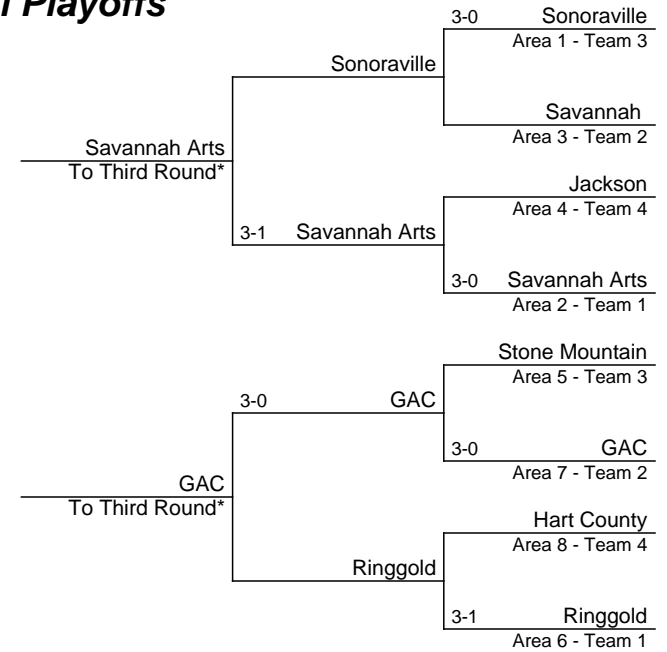 Playoffs
3-0 Sonoraville
Area 1 - Team 3
Sonoraville
Savannah
Area 3 - Team 2
Savannah Arts
To Third Round*
Jackson
Area 4 - Team 4
3-1 Savannah Arts
3-0 Savannah Arts
Area 2 - Team 1
Stone Mountain
Area 5 - Team 3
3-0 GAC
3-0 GAC
Area 7 - Team 2
GAC
To Third Round*
Hart County
Area 8 - Team 4
Ringgold
3-1 Ringgold
Area 6 - Team 1